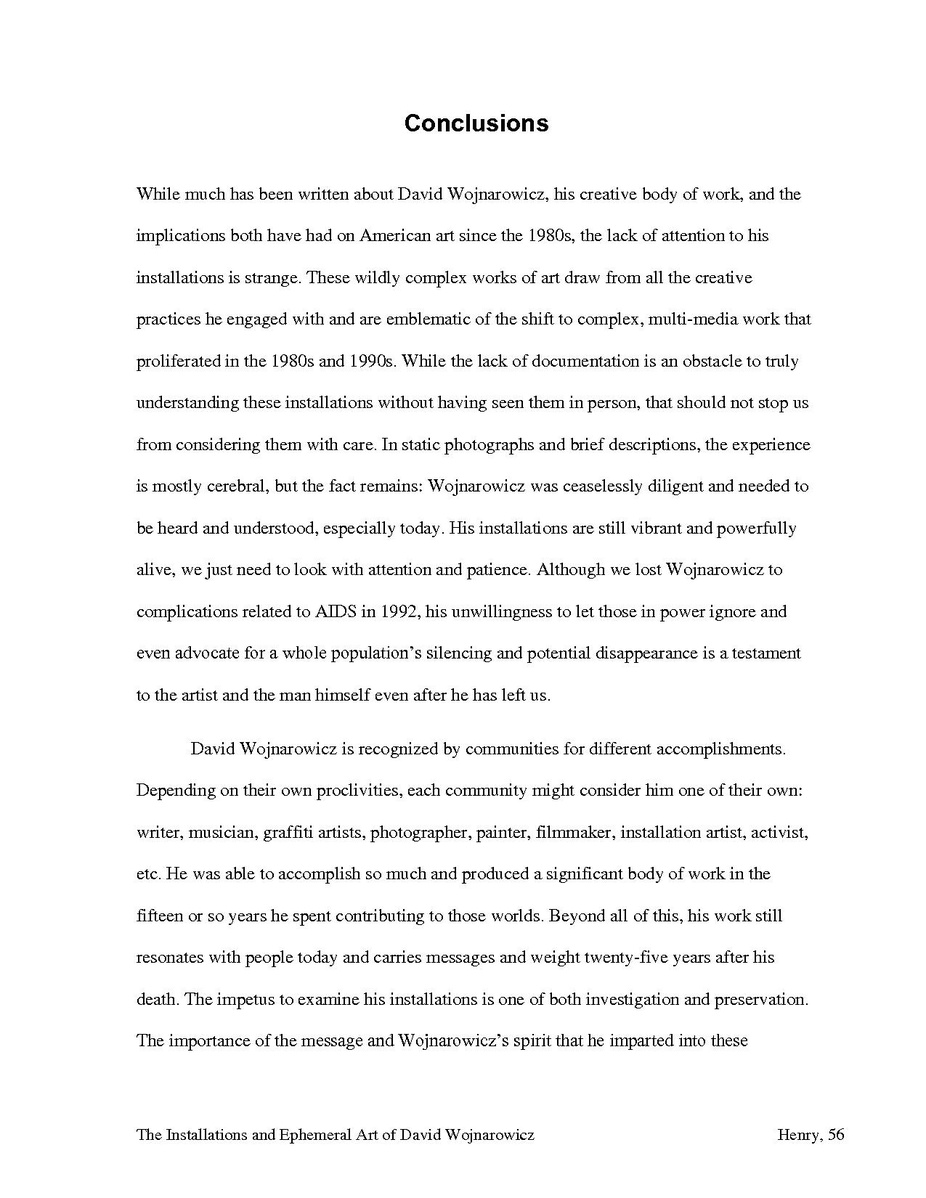 Conclusions
While much has been written about David Wojnarowicz, his creative body of work, and the
implications both have had on American art since the 1980s, the lack of attention to his
installations is strange. These wildly complex works of art draw from all the creative
practices he engaged with and are emblematic of the shift to complex, multi-media work that
proliferated in the 1980s and 1990s. While the lack of documentation is an obstacle to truly
understanding these installations without having seen them in person, that should not stop us
from considering them with care. In static photographs and brief descriptions, the experience
is mostly cerebral, but the fact remains: Wojnarowicz was ceaselessly diligent and needed to
be heard and understood, especially today. His installations are still vibrant and powerfully
alive, we just need to look with attention and patience. Although we lost Wojnarowicz to
complications related to AIDS in 1992, his unwillingness to let those in power ignore and
even advocate for a whole population’s silencing and potential disappearance is a testament
to the artist and the man himself even after he has left us.
David Wojnarowicz is recognized by communities for different accomplishments.
Depending on their own proclivities, each community might consider him one of their own:
writer, musician, graffiti artists, photographer, painter, filmmaker, installation artist, activist,
etc. He was able to accomplish so much and produced a significant body of work in the
fifteen or so years he spent contributing to those worlds. Beyond all of this, his work still
resonates with people today and carries messages and weight twenty-five years after his
death. The impetus to examine his installations is one of both investigation and preservation.
The importance of the message and Wojnarowicz’s spirit that he imparted into these
The Installations and Ephemeral Art of David Wojnarowicz Henry, 56